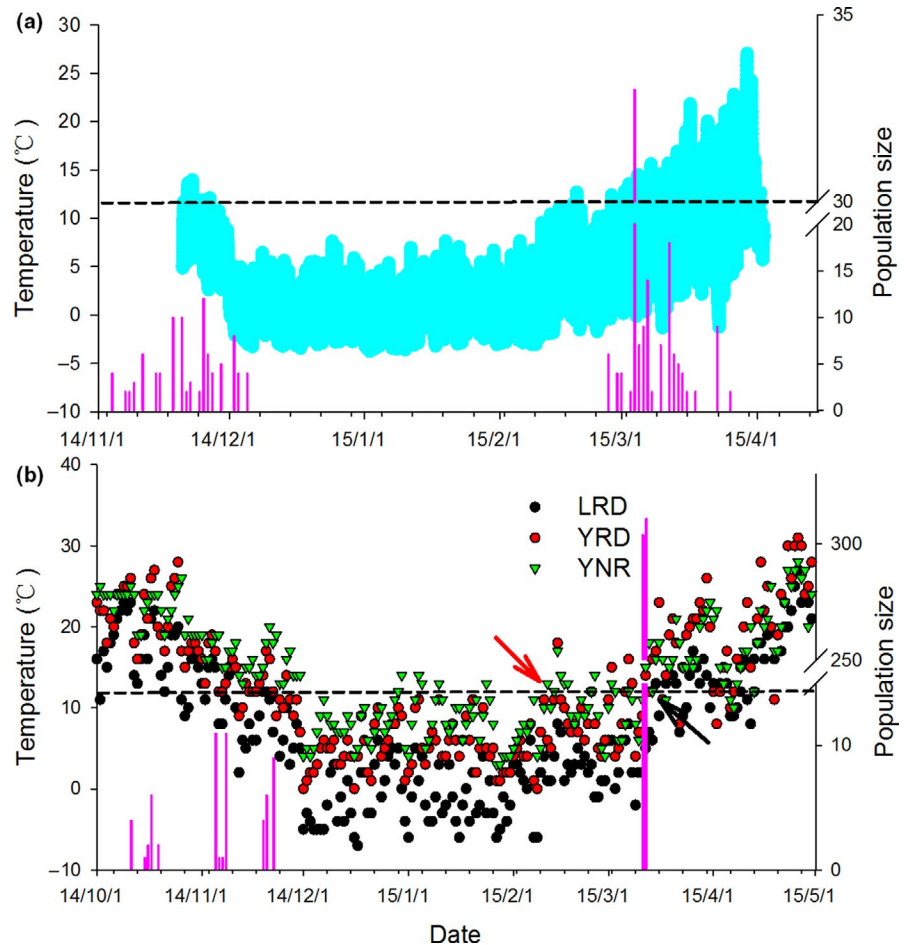 (a)
30
25
20
15
10
5
0
–5
–10
Temperature (℃)
35
30
20
15
10
5
0
Population size
14/11/1 14/12/1 15/1/1 15/2/1 15/3/1 15/4/1
(b)
40
30
20
10
0
–10
Temperature (℃)
LRD
YRD
YNR
300
250
10
0
Population size
14/10/1 14/11/1 14/12/1 15/1/1 15/2/1 15/3/1 15/4/1 15/5/1
Date